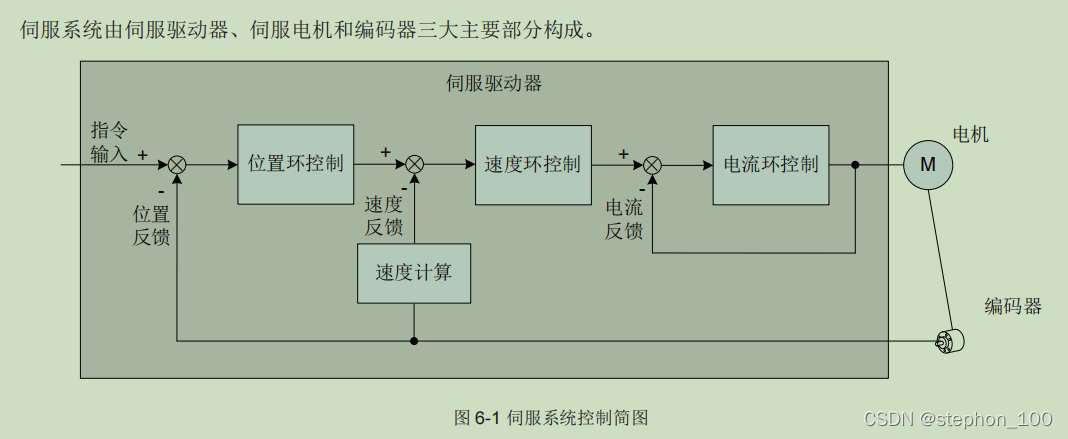 伺服系统由伺服驱动器、伺服电机和编码器三大主要部分构成。
伺服驱动器
指令
输入
+
-
位置
反馈
位置环控制
+
-
速度
反馈
速度计算
速度环控制
+
-
电流
反馈
电流环控制
电机
M
编码器
图 6-1 伺服系统控制简图
CSDN @stephon_100